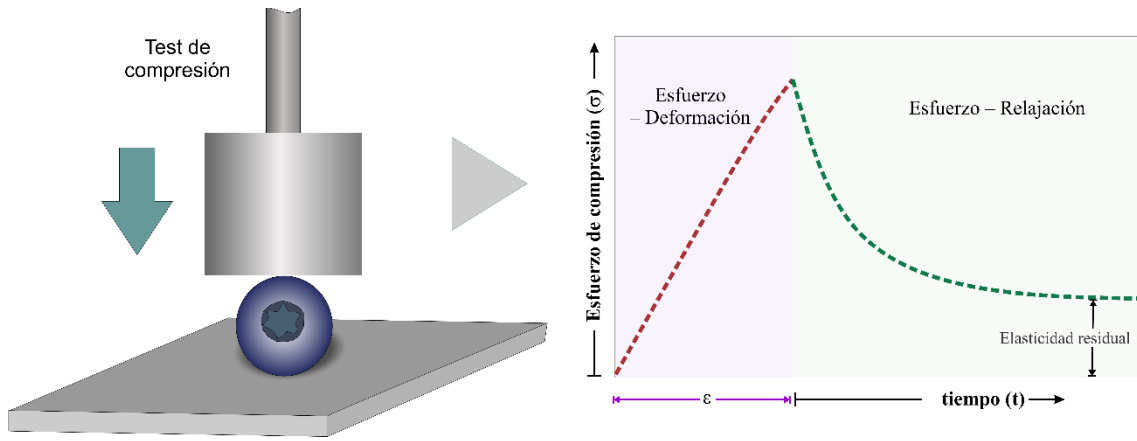 Test de
compresión
Esfuerzo de compresión (σ)
Esfuerzo
– Deformación
Esfuerzo – Relajación
Elasticidad residual
ε
tiempo (t)